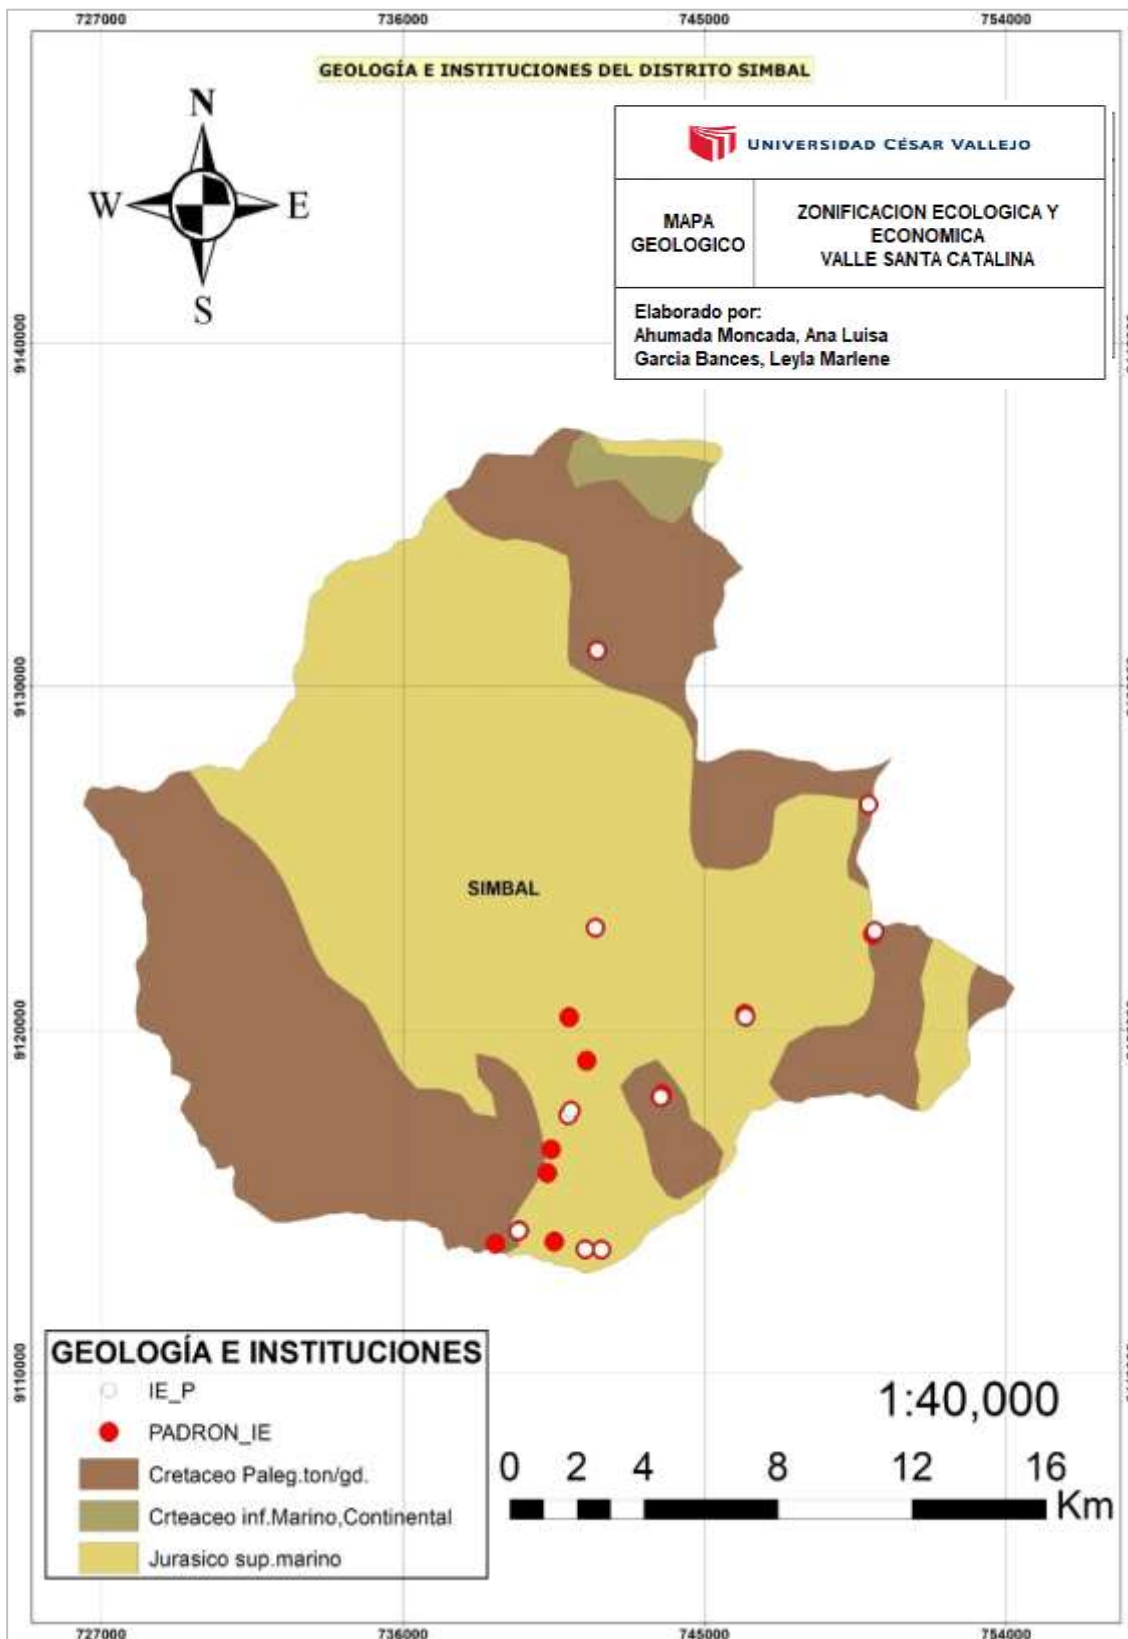 727000 736000 745000 754000
GEOLOGÍA E INSTITUCIONES DEL DISTRITO SIMBAL
N
W E
S
UNIVERSIDAD CÉSAR VALLEJO
MAPA
GEOLOGICO
ZONIFICACION ECOLOGICA Y
ECONOMICA
VALLE SANTA CATALINA
Elaborado por:
Ahumada Moncada, Ana Luisa
Garcia Bances, Leyla Marlene
9140000
9130000
SIMBAL
9120000
9110000
GEOLOGÍA E INSTITUCIONES
IE_P
PADRON_IE
Cretaceo Paleg.ton/gd.
Crteaceo inf.Marino,Continental
Jurasico sup.marino
1:40,000
0 2 4 8 12 16
Km
727000 736000 745000 754000